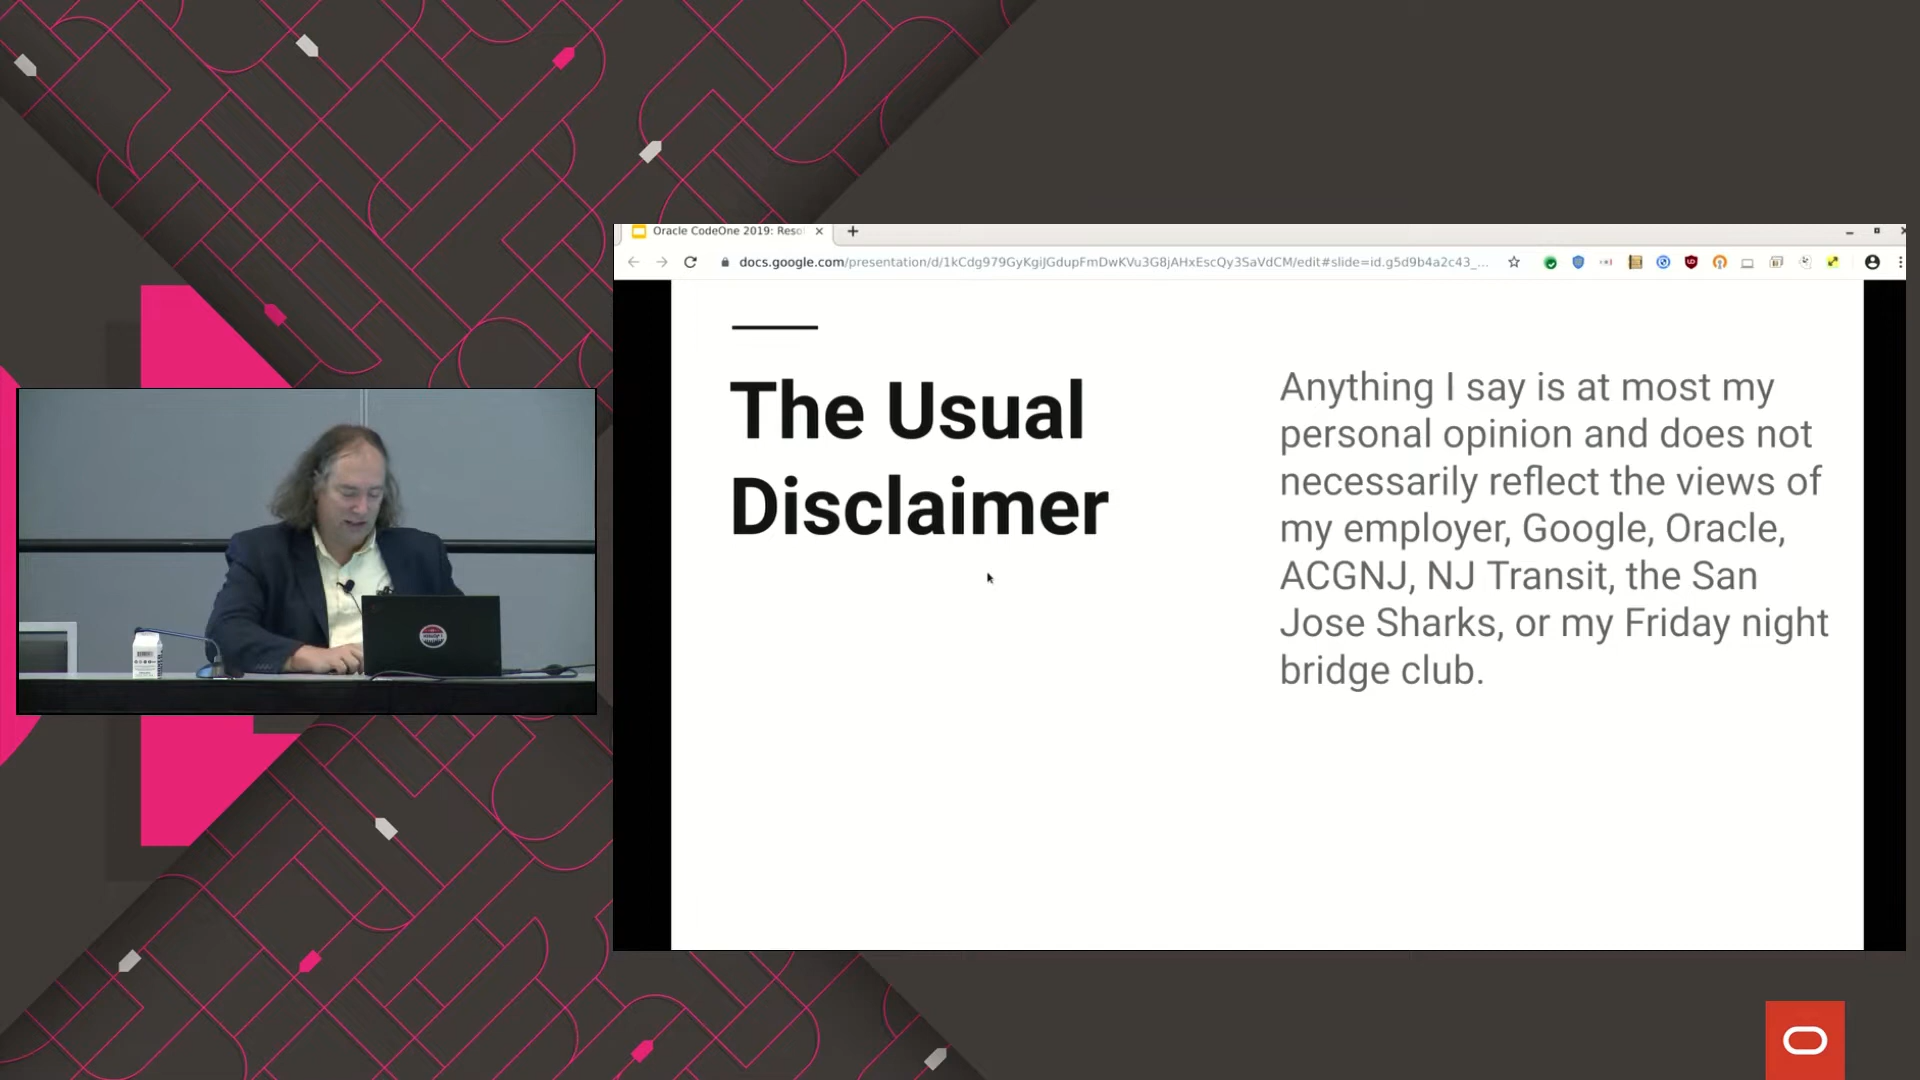 Oracle CodeOne 2019: Reso
docs.google.com/presentation/d/1kCdg979GyKgiJGdupFmDwKVu3G8jAHxEscQy3SaVdCM/edit#slide=id.g5d9b4a2c43_...
The Usual
Disclaimer
Anything I say is at most my
personal opinion and does not
necessarily reflect the views of
my employer, Google, Oracle,
ACGNJ, NJ Transit, the San
Jose Sharks, or my Friday night
bridge club.